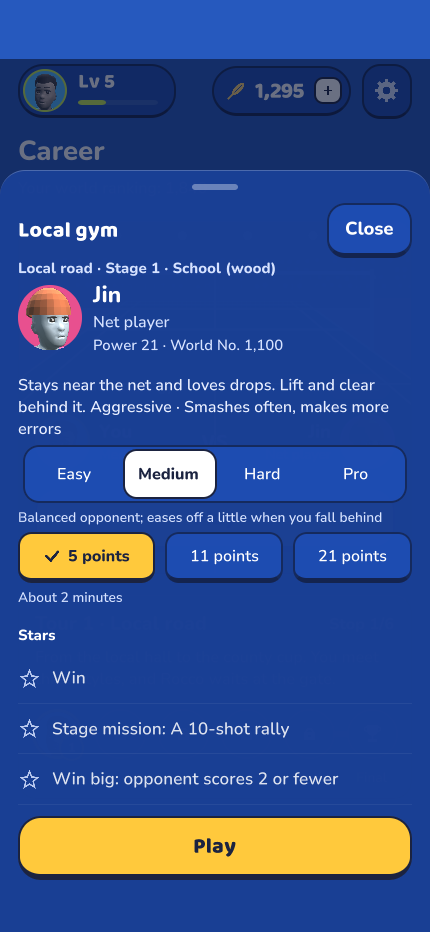 Lv 5
1,295
+
Career
Local gym
Close
Local road · Stage 1 · School (wood)
Jin
Net player
Power 21 · World No. 1,100
Stays near the net and loves drops. Lift and clear
behind it. Aggressive · Smashes often, makes more
errors
Easy
Medium
Hard
Pro
Balanced opponent; eases off a little when you fall behind
5 points
11 points
21 points
About 2 minutes
Stars
Win
Stage mission: A 10-shot rally
Win big: opponent scores 2 or fewer
Play